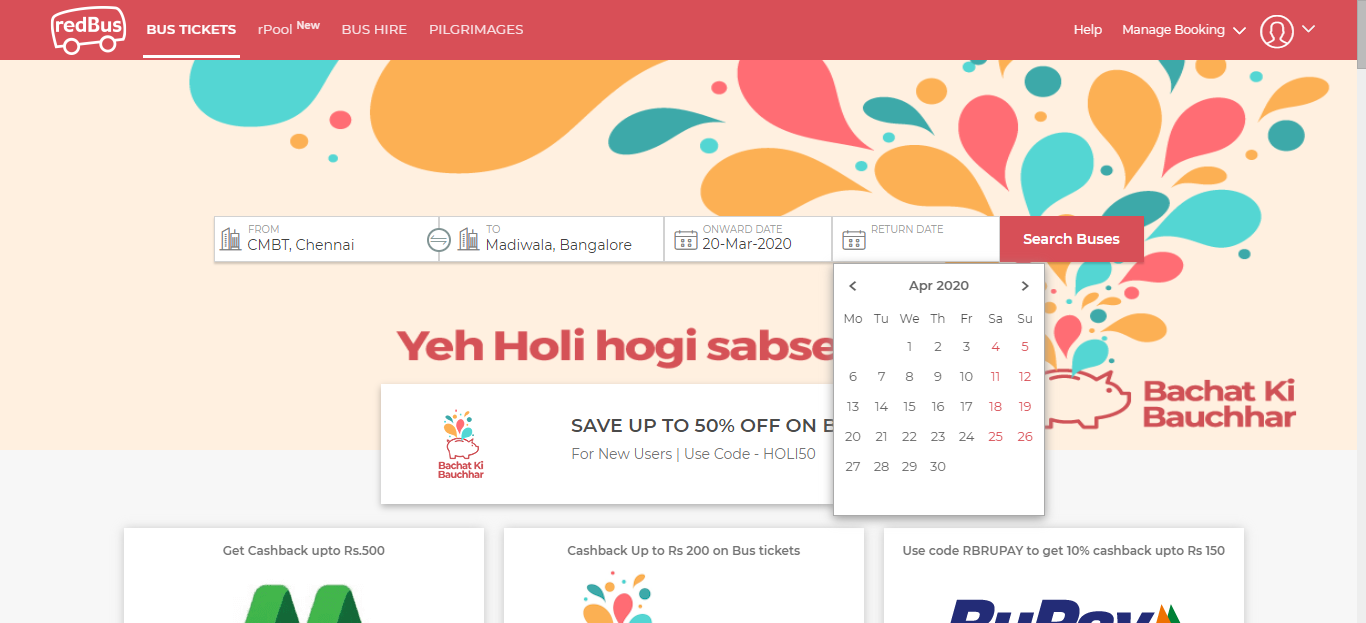 redBus
BUS TICKETS rPool New BUS HIRE PILGRIMAGES Help Manage Booking
FROM
CMBT, Chennai
TO
Madiwala, Bangalore
ONWARD DATE
20-Mar-2020
RETURN DATE
Search Buses
Apr 2020
Mo Tu We Th Fr Sa Su
1 2 3 4 5
6 7 8 9 10 11 12
13 14 15 16 17 18 19
20 21 22 23 24 25 26
27 28 29 30
Yeh Holi hogi sabse
Bachat Ki
Bauchhar
SAVE UP TO 50% OFF ON
For New Users | Use Code - HOLI50
Bachat Ki
Bauchhar
Get Cashback upto Rs.500
Cashback Up to Rs 200 on Bus tickets
Use code RBRUPAY to get 10% cashback upto Rs 150
RuPay